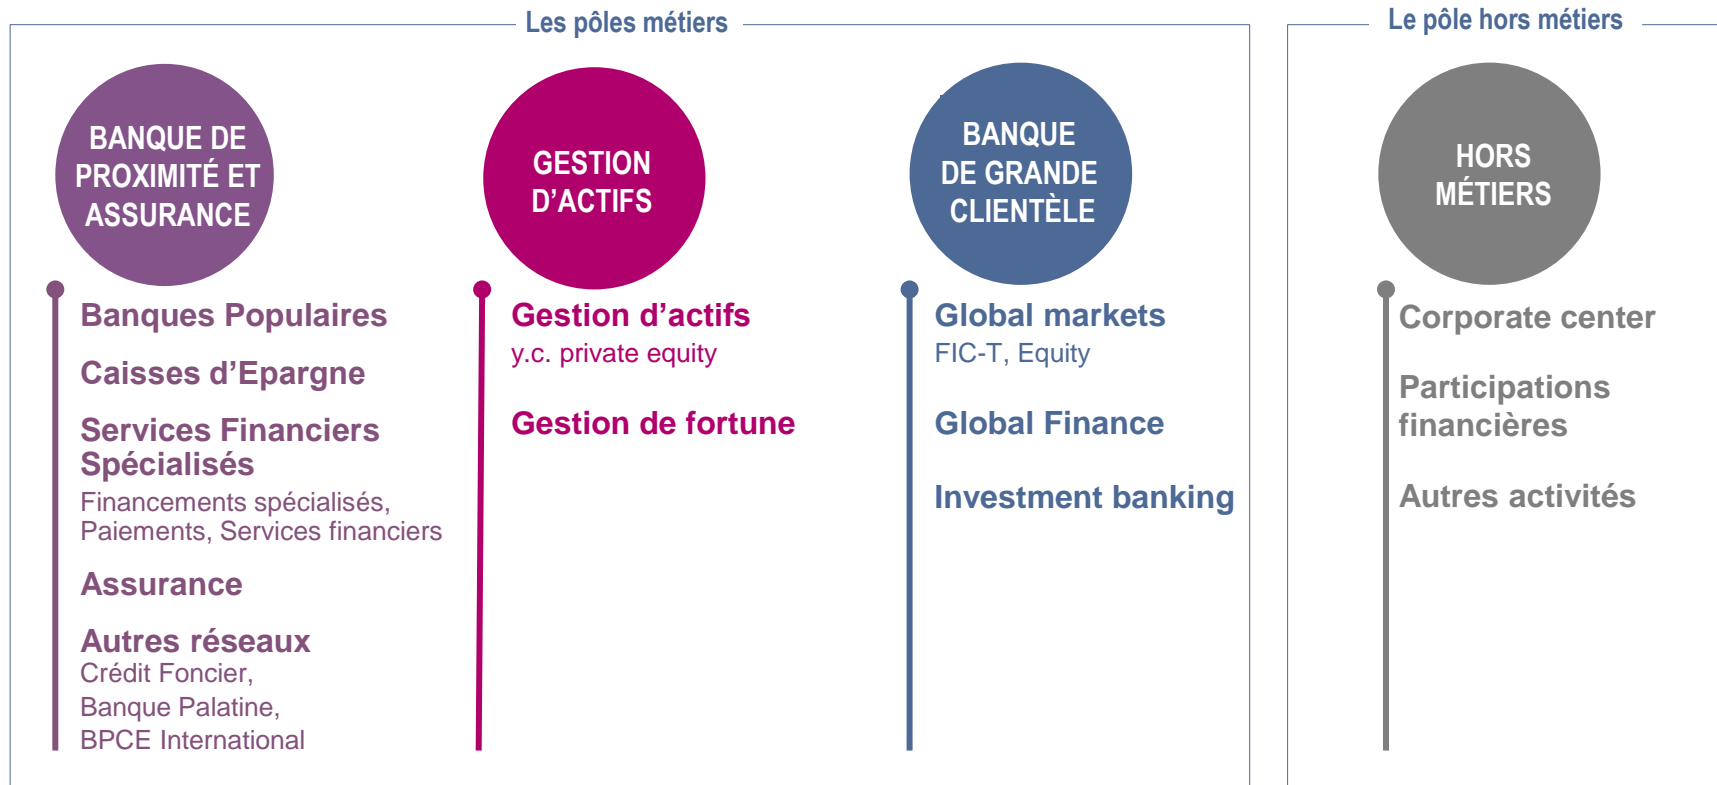 Les pôles métiers
BANQUE DE
PROXIMITÉ ET
ASSURANCE
Banques Populaires
Caisses d’Epargne
Services Financiers
Spécialisés
Financements spécialisés,
Paiements, Services financiers
Assurance
Autres réseaux
Crédit Foncier,
Banque Palatine,
BPCE International
GESTION
D’ACTIFS
Gestion d’actifs
y.c. private equity
Gestion de fortune
BANQUE
DE GRANDE
CLIENTÈLE
Global markets
FIC-T, Equity
Global Finance
Investment banking
Le pôle hors métiers
HORS
MÉTIERS
Corporate center
Participations
financières
Autres activités